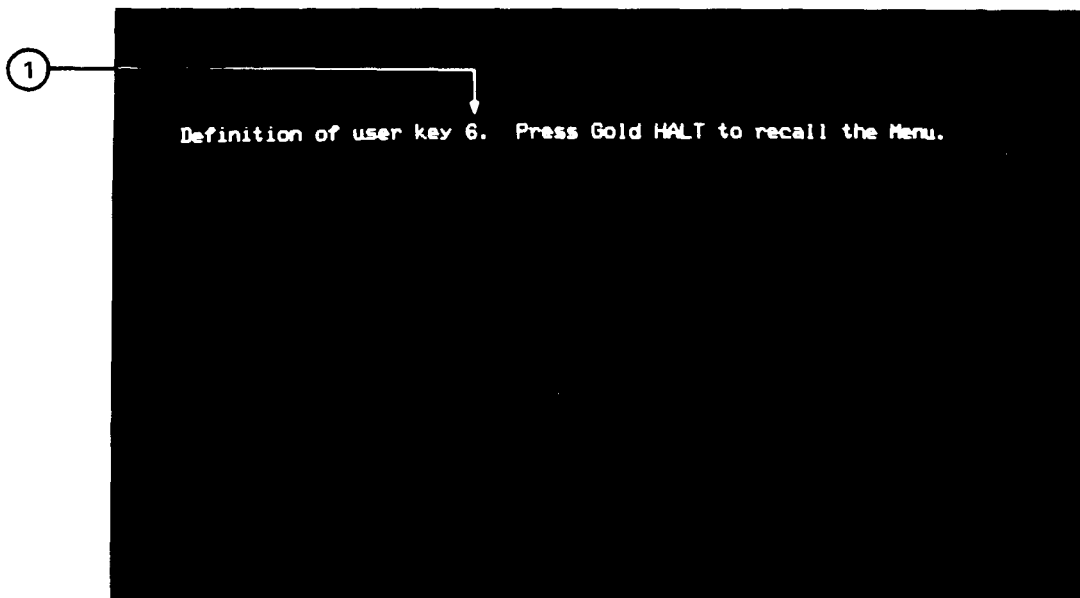 1
Definition of user key 6. Press Gold HALT to recall the Menu.